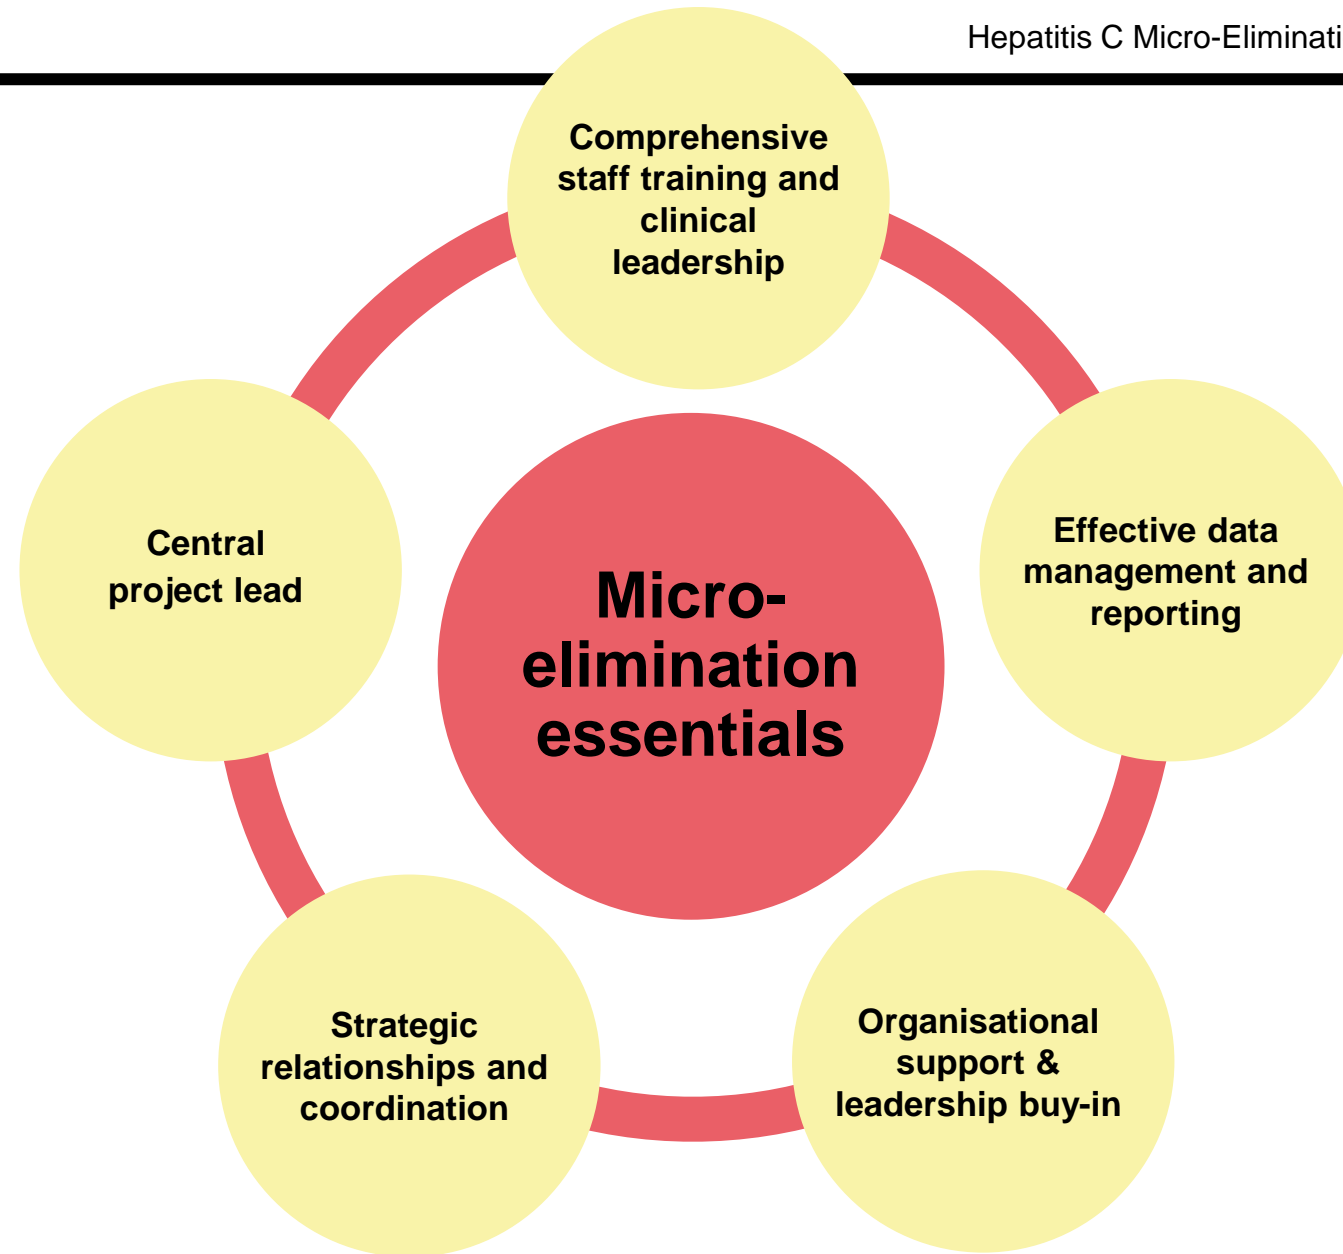 Hepatitis C Micro-Eliminati
Comprehensive
staff training and
clinical
leadership
Effective data
management and
reporting
Central
project lead
Micro-
elimination
essentials
Organisational
support &
leadership buy-in
Strategic
relationships and
coordination